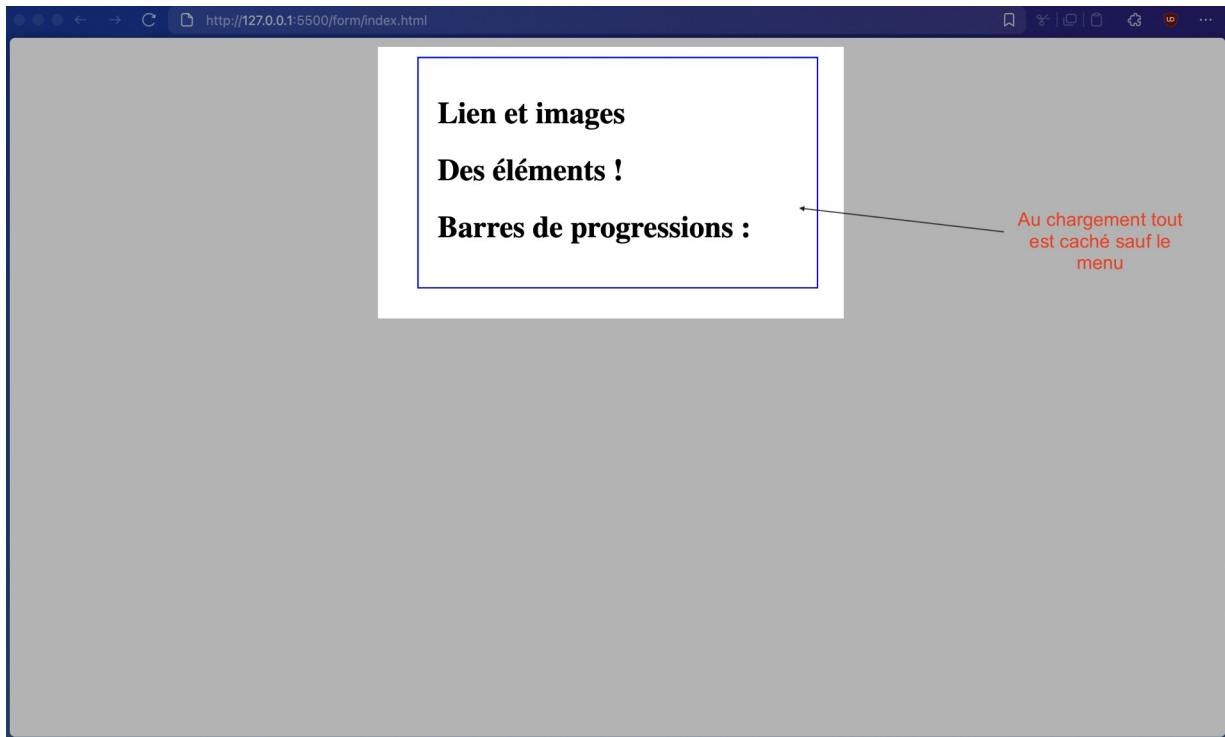 http://127.0.0.1:5500/form/index.html
Lien et images
Des éléments !
Barres de progressions :
Au chargement tout
est caché sauf le
menu